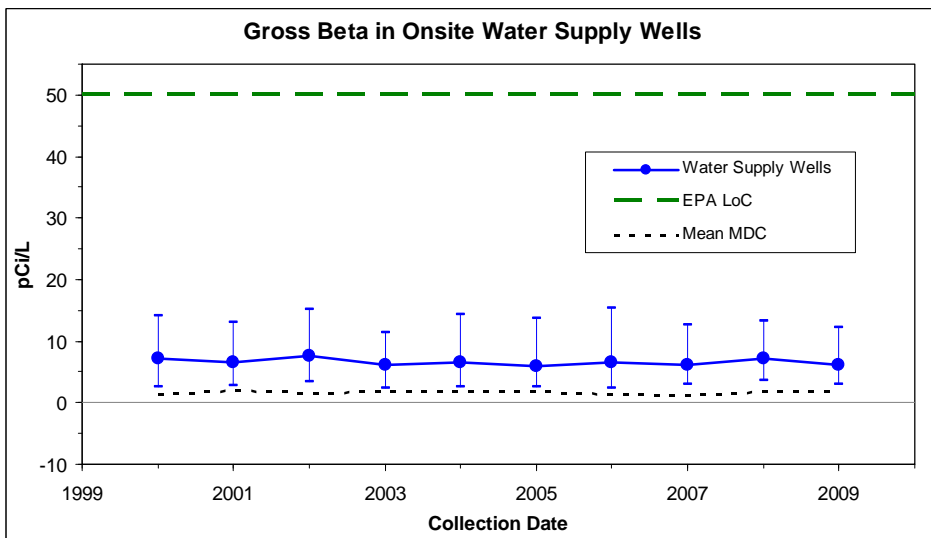 Gross Beta in Onsite Water Supply Wells
50
40
30
20
10
0
-10
pCi/L
Water Supply Wells
EPA LoC
Mean MDC
1999 2001 2003 2005 2007 2009
Collection Date